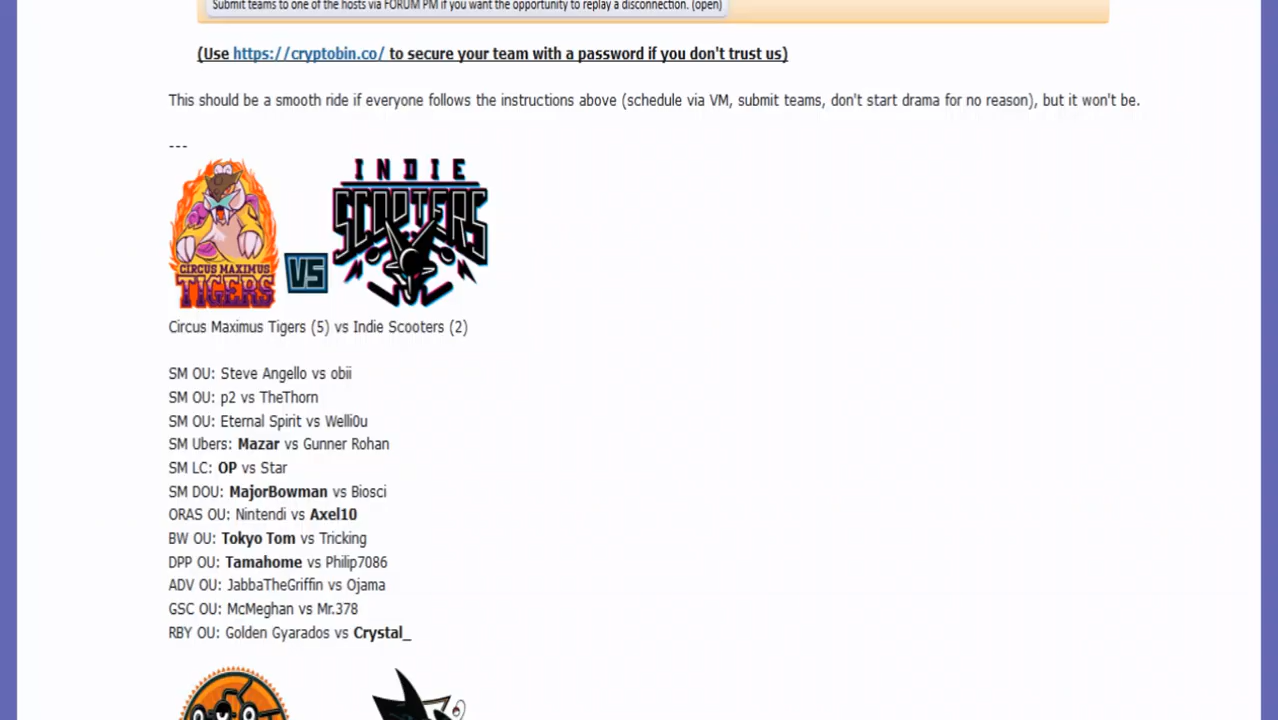 Submit teams to one of the hosts via FORUM PM if you want the opportunity to replay a disconnection. (open)
(Use https://cryptobin.co/ to secure your team with a password if you don't trust us)
This should be a smooth ride if everyone follows the instructions above (schedule via VM, submit teams, don't start drama for no reason), but it won't be.
---
CIRCUS MAXIMUS
TIGERS
VS
INDIE
SCOOTERS
Circus Maximus Tigers (5) vs Indie Scooters (2)
SM OU: Steve Angello vs obii
SM OU: p2 vs TheThorn
SM OU: Eternal Spirit vs Welli0u
SM Ubers: Mazar vs Gunner Rohan
SM LC: OP vs Star
SM DOU: MajorBowman vs Biosci
ORAS OU: Nintendi vs Axel10
BW OU: Tokyo Tom vs Tricking
DPP OU: Tamahome vs Philip7086
ADV OU: JabbaTheGriffin vs Ojama
GSC OU: McMeghan vs Mr.378
RBY OU: Golden Gyarados vs Crystal_